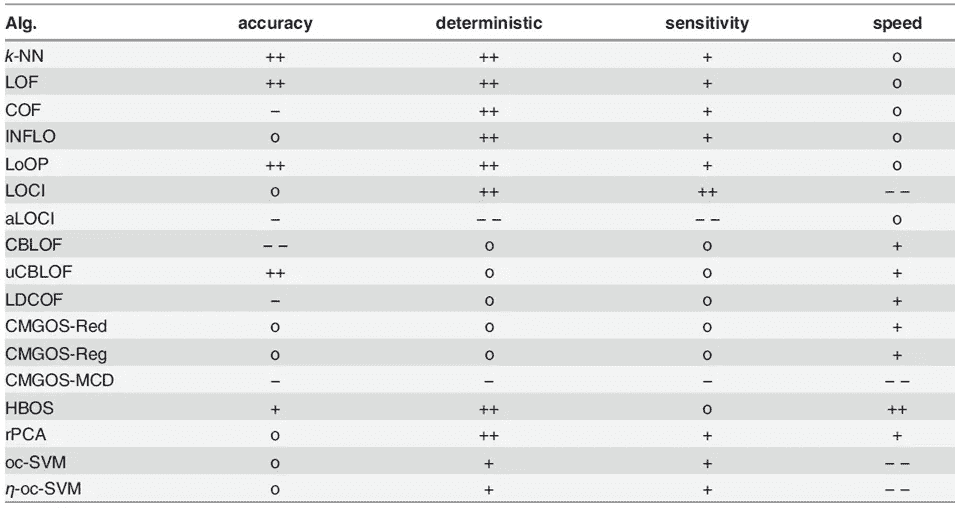 Alg. accuracy deterministic sensitivity speed
k-NN ++ ++ + o
LOF ++ ++ + o
COF – ++ + o
INFLO o ++ + o
LoOP ++ ++ + o
LOCI o ++ ++ – –
aLOCI – – – – – o
CBLOF – – o o +
uCBLOF ++ o o +
LDCOF – o o +
CMGOS-Red o o o +
CMGOS-Reg o o o +
CMGOS-MCD – – – – –
HBOS + ++ o ++
rPCA o ++ + +
oc-SVM o + + – –
η-oc-SVM o + + – –